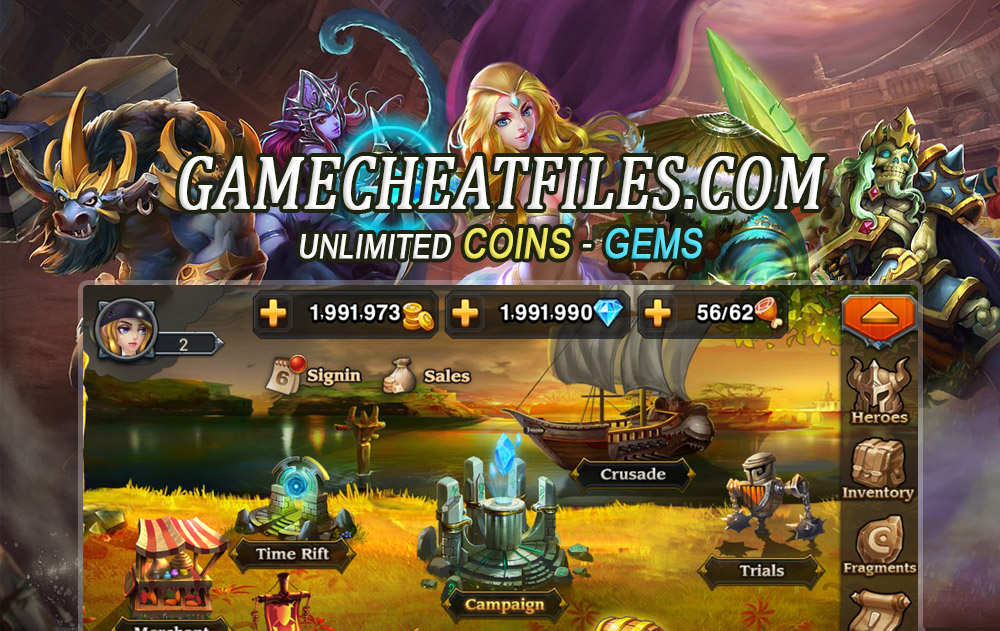 GAMECHEATFILES.COM
UNLIMITED COINS - GEMS
1.991.973 1.991.990 56/62
2
6 Signin Sales
Heroes
Crusade
Inventory
Time Rift
Trials
Fragments
Campaign
Merchant